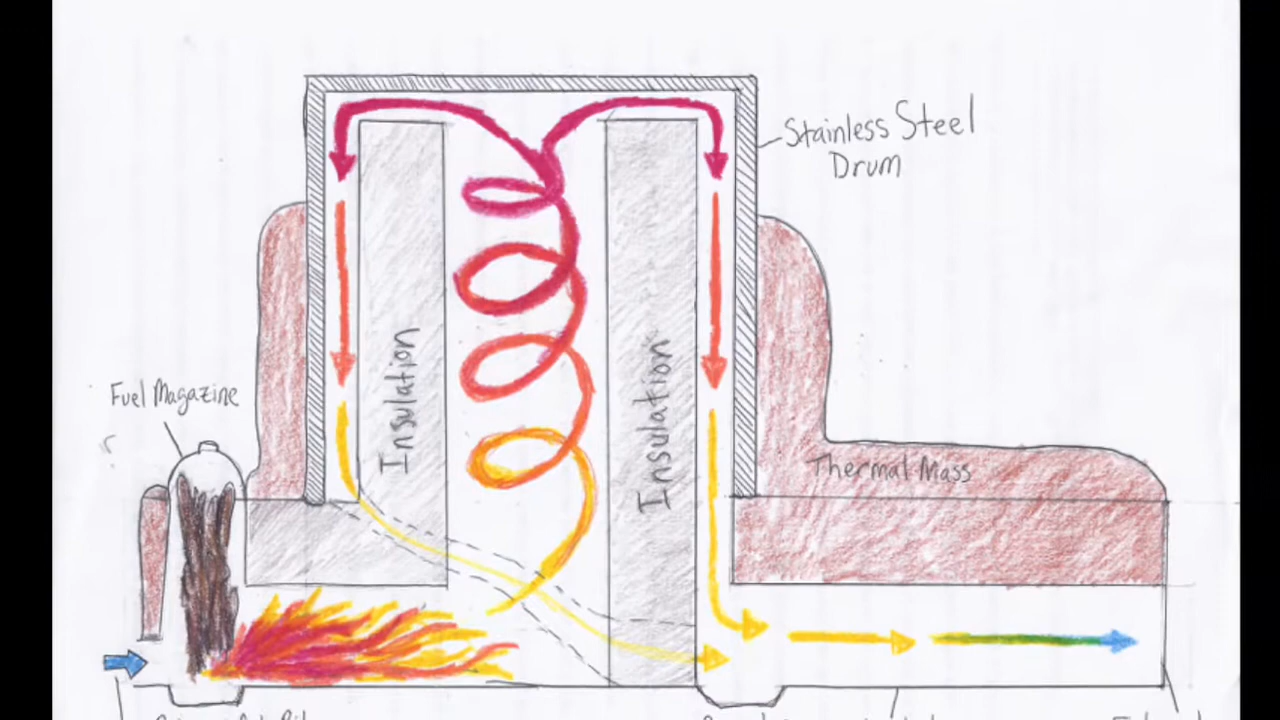 Stainless Steel
Drum
Insulation
Insulation
Fuel Magazine
Thermal Mass